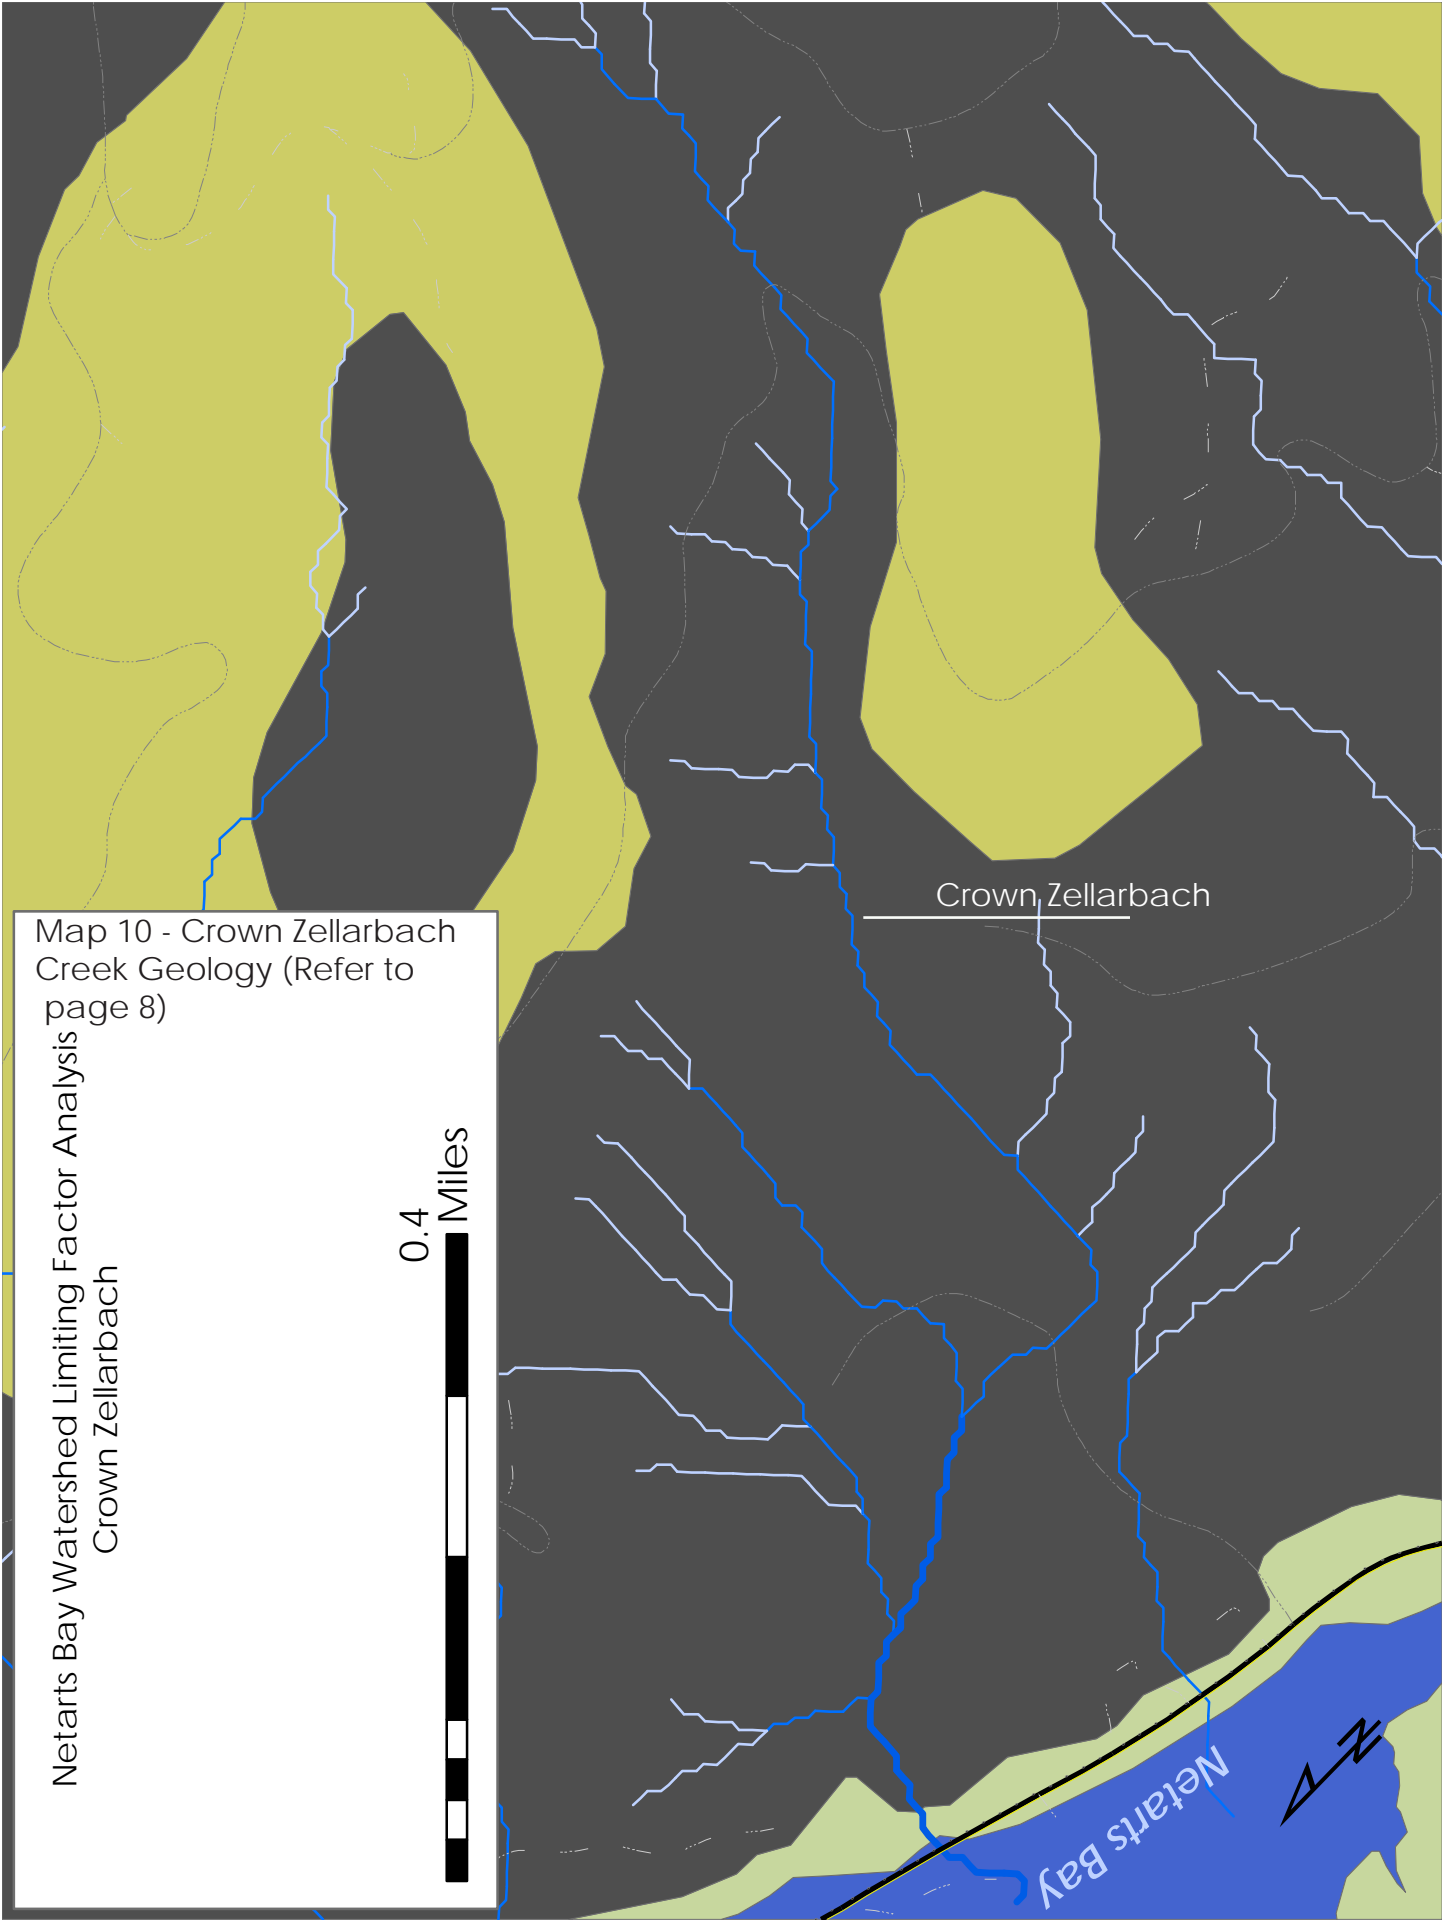 Crown Zellarbach
Map 10 - Crown Zellarbach
Creek Geology (Refer to
page 8)
Netarts Bay Watershed Limiting Factor Analysis
Crown Zellarbach
0.4
Miles
Netarts Bay
N